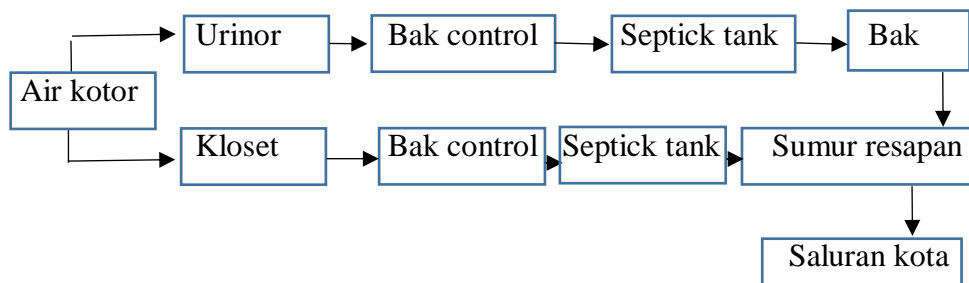 Urinor
Bak control
Septick tank
Bak
Air kotor
Kloset
Bak control
Septick tank
Sumur resapan
Saluran kota